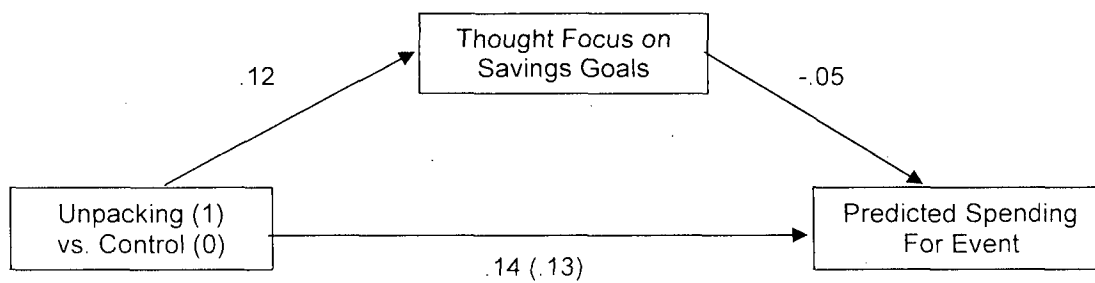 Thought Focus on
Savings Goals
.12
-.05
Unpacking (1)
vs. Control (0)
Predicted Spending
For Event
.14 (.13)